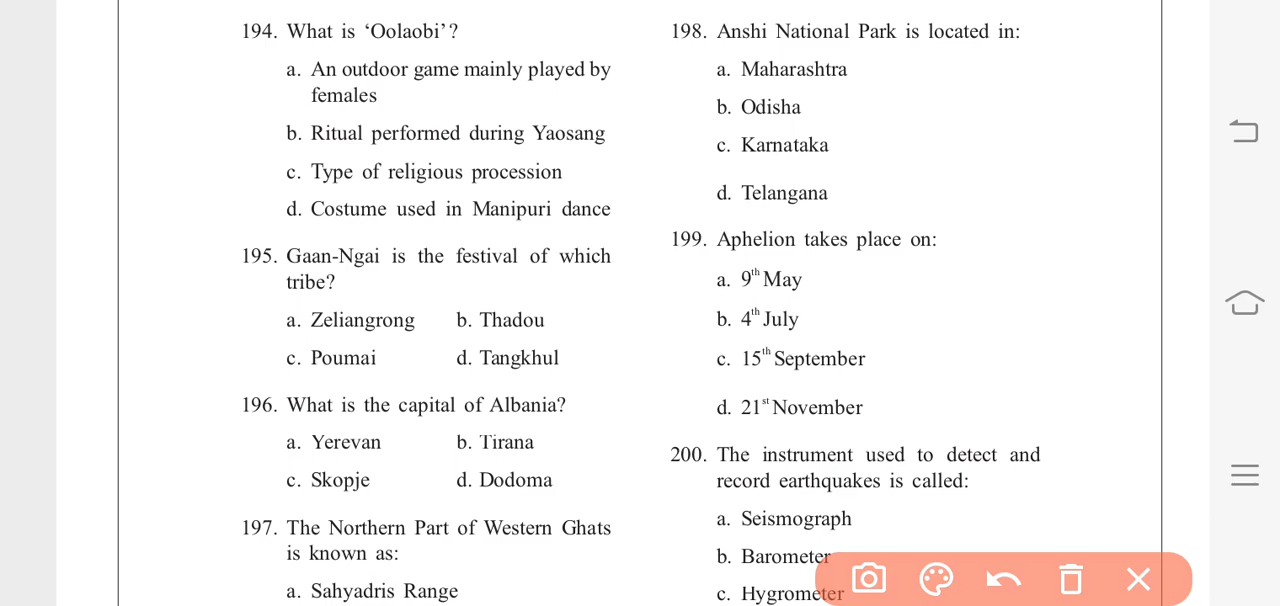 194. What is ‘Oolaobi’?
a. An outdoor game mainly played by
females
b. Ritual performed during Yaosang
c. Type of religious procession
d. Costume used in Manipuri dance
195. Gaan-Ngai is the festival of which
tribe?
a. Zeliangrong b. Thadou
c. Poumai d. Tangkhul
196. What is the capital of Albania?
a. Yerevan b. Tirana
c. Skopje d. Dodoma
197. The Northern Part of Western Ghats
is known as:
a. Sahyadris Range
198. Anshi National Park is located in:
a. Maharashtra
b. Odisha
c. Karnataka
d. Telangana
199. Aphelion takes place on:
a. 9th May
b. 4th July
c. 15th September
d. 21st November
200. The instrument used to detect and
record earthquakes is called:
a. Seismograph
b. Barometer
c. Hygrometer